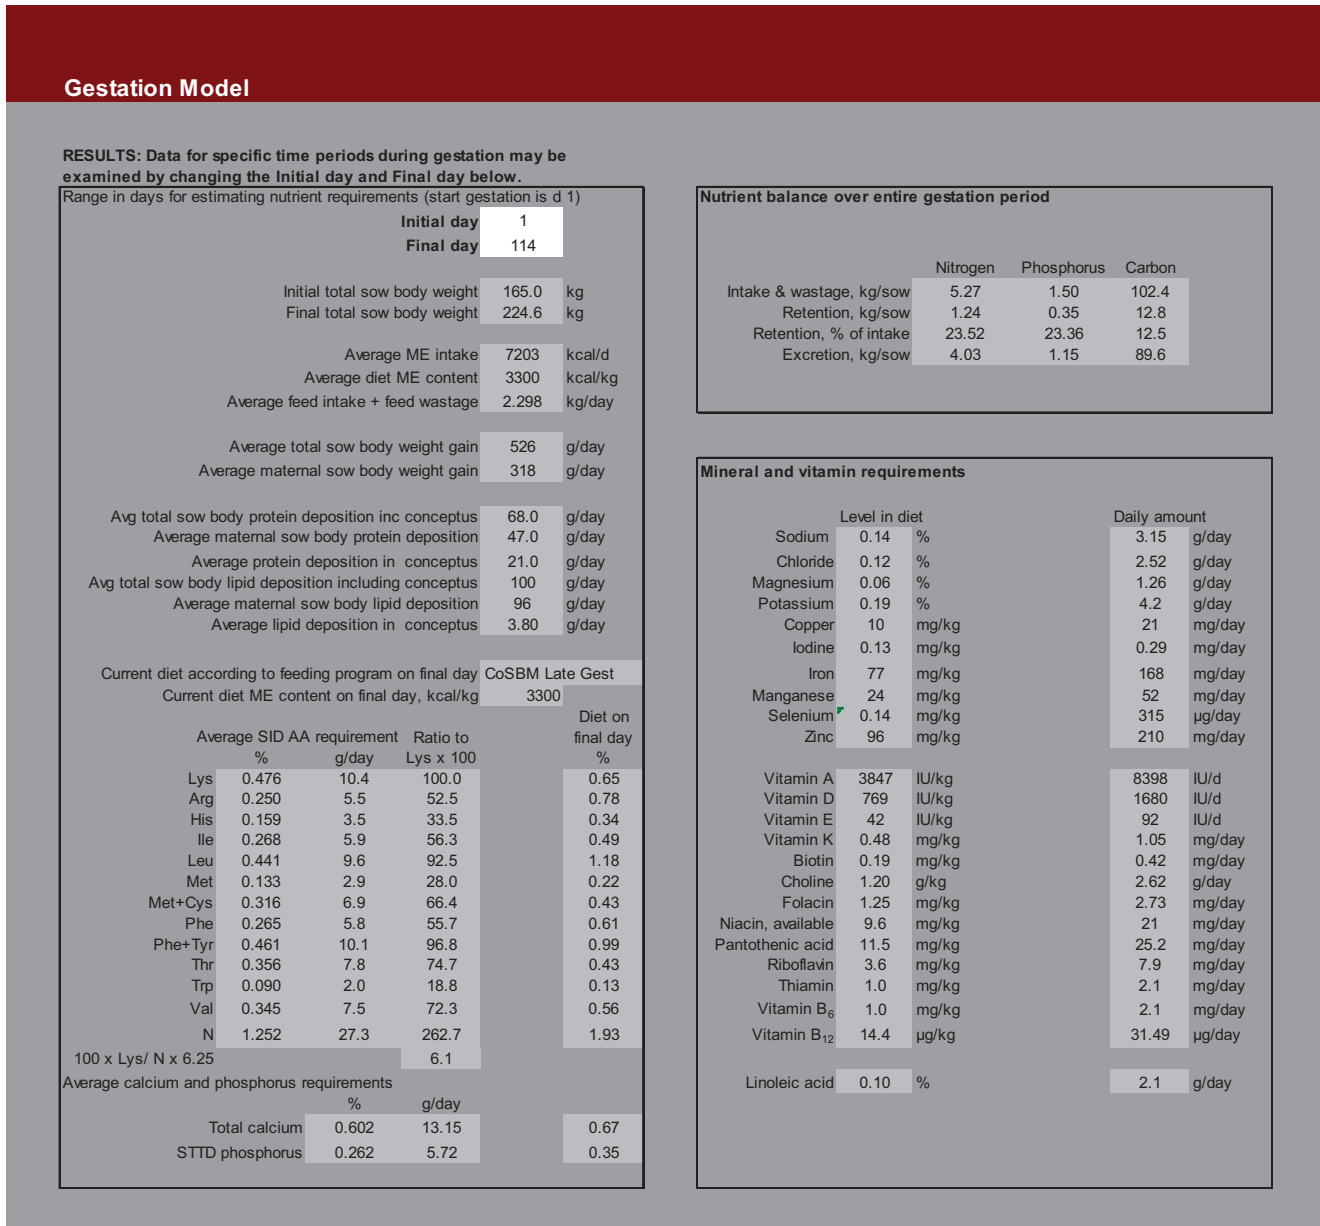 Gestation Model
RESULTS: Data for specific time periods during gestation may be
examined by changing the Initial day and Final day below.
Range in days for estimating nutrient requirements (start gestation is d 1)
Initial day 1
Final day 114
Initial total sow body weight 165.0 kg
Final total sow body weight 224.6 kg
Average ME intake 7203 kcal/d
Average diet ME content 3300 kcal/kg
Average feed intake + feed wastage 2.298 kg/day
Average total sow body weight gain 526 g/day
Average maternal sow body weight gain 318 g/day
Avg total sow body protein deposition inc conceptus 68.0 g/day
Average maternal sow body protein deposition 47.0 g/day
Average protein deposition in conceptus 21.0 g/day
Avg total sow body lipid deposition including conceptus 100 g/day
Average maternal sow body lipid deposition 96 g/day
Average lipid deposition in conceptus 3.80 g/day
Current diet according to feeding program on final day CoSBM Late Gest
Current diet ME content on final day, kcal/kg 3300
Diet on
Average SID AA requirement Ratio to final day
% g/day Lys x 100 %
Lys 0.476 10.4 100.0 0.65
Arg 0.250 5.5 52.5 0.78
His 0.159 3.5 33.5 0.34
Ile 0.268 5.9 56.3 0.49
Leu 0.441 9.6 92.5 1.18
Met 0.133 2.9 28.0 0.22
Met+Cys 0.316 6.9 66.4 0.43
Phe 0.265 5.8 55.7 0.61
Phe+Tyr 0.461 10.1 96.8 0.99
Thr 0.356 7.8 74.7 0.43
Trp 0.090 2.0 18.8 0.13
Val 0.345 7.5 72.3 0.56
N 1.252 27.3 262.7 1.93
100 x Lys/ N x 6.25 6.1
Average calcium and phosphorus requirements
% g/day
Total calcium 0.602 13.15 0.67
STTD phosphorus 0.262 5.72 0.35
Nutrient balance over entire gestation period
Nitrogen Phosphorus Carbon
Intake & wastage, kg/sow 5.27 1.50 102.4
Retention, kg/sow 1.24 0.35 12.8
Retention, % of intake 23.52 23.36 12.5
Excretion, kg/sow 4.03 1.15 89.6
Mineral and vitamin requirements
Level in diet Daily amount
Sodium 0.14 % 3.15 g/day
Chloride 0.12 % 2.52 g/day
Magnesium 0.06 % 1.26 g/day
Potassium 0.19 % 4.2 g/day
Copper 10 mg/kg 21 mg/day
Iodine 0.13 mg/kg 0.29 mg/day
Iron 77 mg/kg 168 mg/day
Manganese 24 mg/kg 52 mg/day
Selenium 0.14 mg/kg 315 µg/day
Zinc 96 mg/kg 210 mg/day
Vitamin A 3847 IU/kg 8398 IU/d
Vitamin D 769 IU/kg 1680 IU/d
Vitamin E 42 IU/kg 92 IU/d
Vitamin K 0.48 mg/kg 1.05 mg/day
Biotin 0.19 mg/kg 0.42 mg/day
Choline 1.20 g/kg 2.62 g/day
Folacin 1.25 mg/kg 2.73 mg/day
Niacin, available 9.6 mg/kg 21 mg/day
Pantothenic acid 11.5 mg/kg 25.2 mg/day
Riboflavin 3.6 mg/kg 7.9 mg/day
Thiamin 1.0 mg/kg 2.1 mg/day
Vitamin B6 1.0 mg/kg 2.1 mg/day
Vitamin B12 14.4 µg/kg 31.49 µg/day
Linoleic acid 0.10 % 2.1 g/day